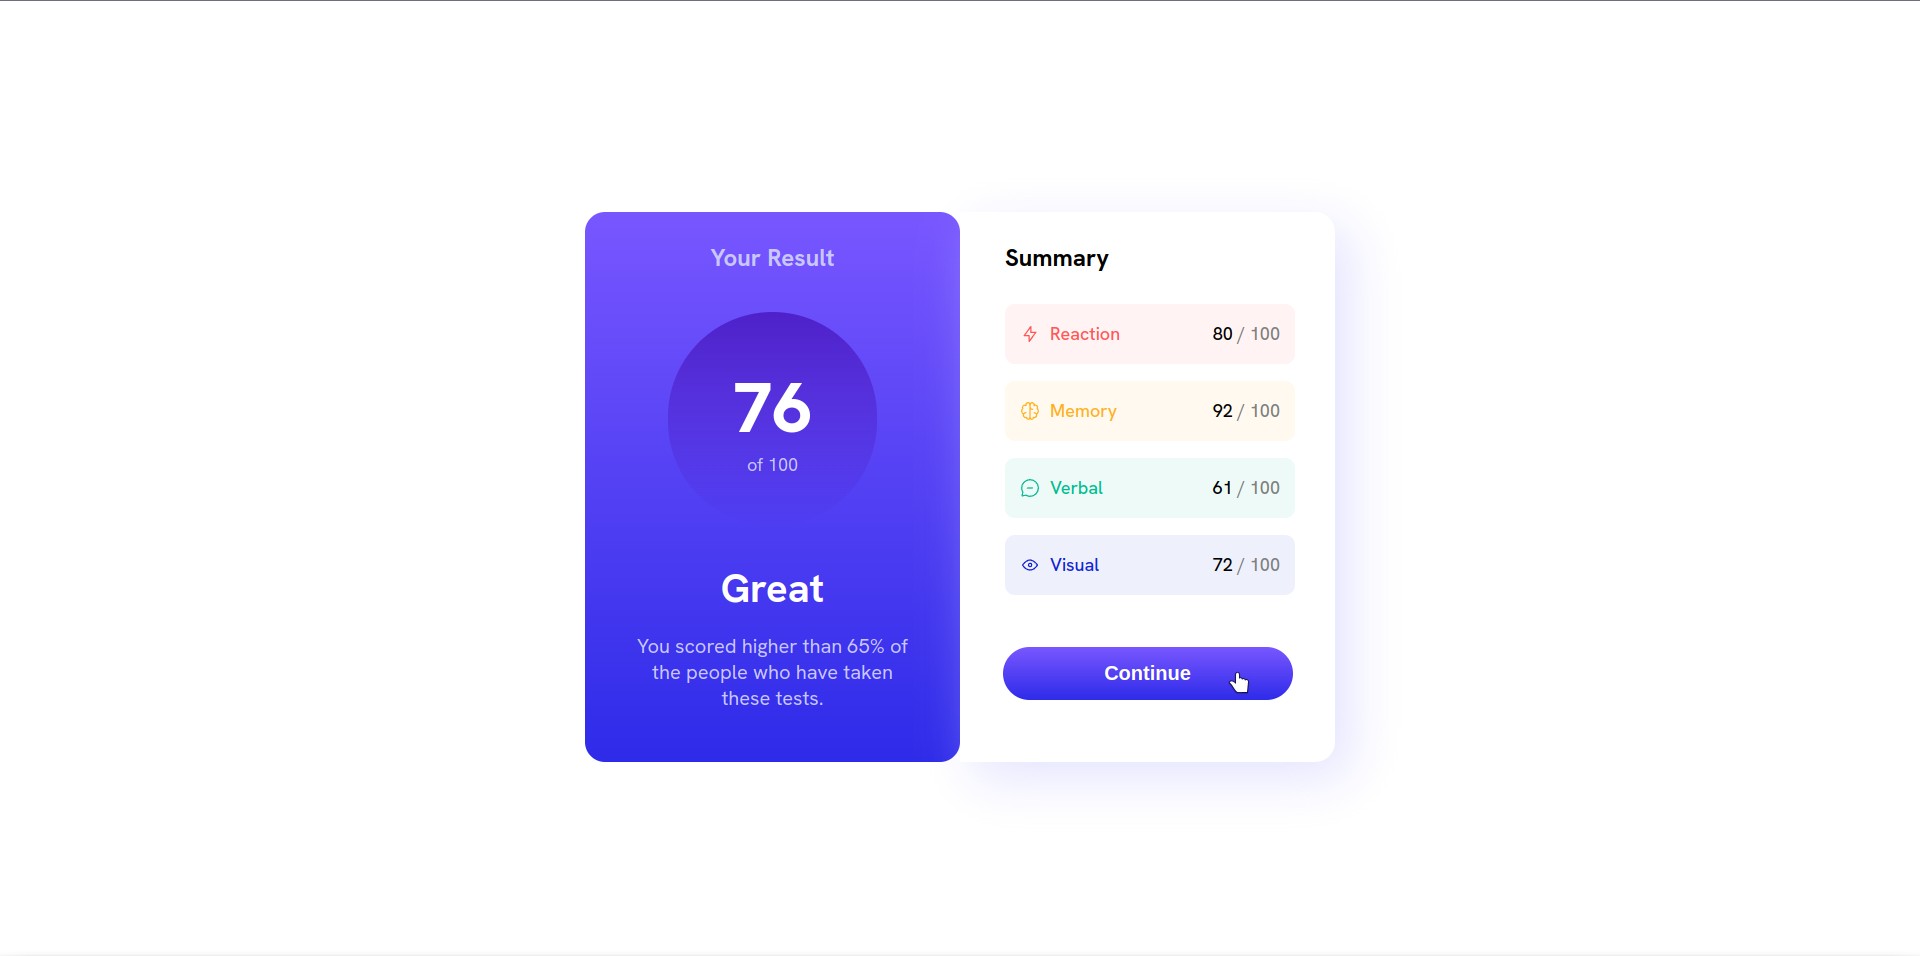 Your Result
76
of 100
Great
You scored higher than 65% of
the people who have taken
these tests.
Summary
Reaction 80 / 100
Memory 92 / 100
Verbal 61 / 100
Visual 72 / 100
Continue